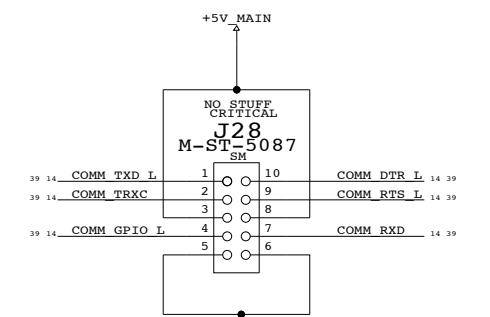 +5V_MAIN
NO STUFF
CRITICAL
J28
M-ST-5087
SM
39 14 COMM_TXD_L 1 10 COMM_DTR_L 14 39
39 14 COMM_TRXC 2 9 COMM_RTS_L 14 39
3 8
39 14 COMM_GPIO_L 4 7 COMM_RXD 14 39
5 6